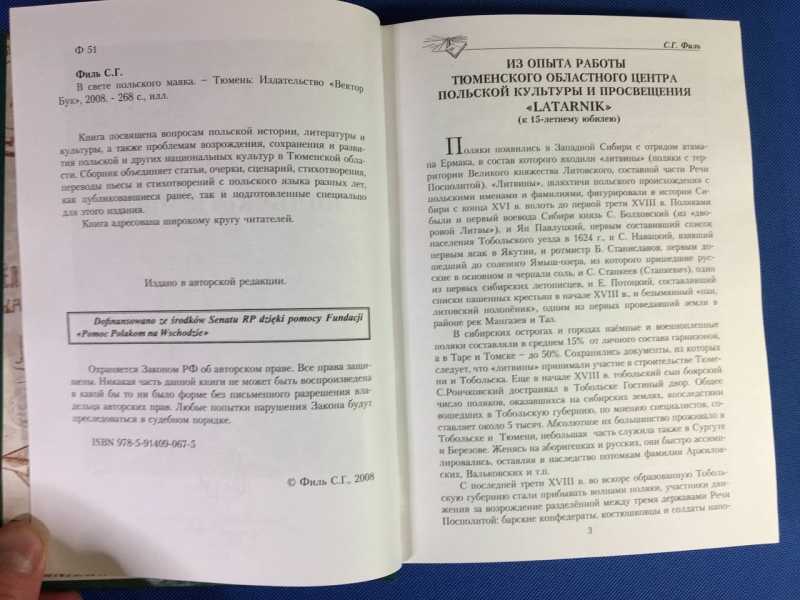 Ф 51
Филь С.Г.
В свете польского маяка. – Тюмень: Издательство «Вектор
Бук», 2008. - 268 с., илл.
Книга посвящена вопросам польской истории, литературы и
культуры, а также проблемам возрождения, сохранения и разви-
тия польской и других национальных культур в Тюменской обла-
сти. Сборник объединяет статьи, очерки, сценарий, стихотворения,
переводы пьесы и стихотворений с польского языка разных лет,
как публиковавшиеся ранее, так и подготовленные специально
для этого издания.
Книга адресована широкому кругу читателей.
Издано в авторской редакции.
Dofinansowano ze środków Senatu RP dzięki pomocy Fundacji
«Pomoc Polakom na Wschodzie»
Охраняется Законом РФ об авторском праве. Все права защи-
щены. Никакая часть данной книги не может быть воспроизведена
в какой бы то ни было форме без письменного разрешения вла-
дельца авторских прав. Любые попытки нарушения Закона будут
преследоваться в судебном порядке.
ISBN 978-5-91409-067-5
© Филь С.Г., 2008
С.Г. Филь
ИЗ ОПЫТА РАБОТЫ
ТЮМЕНСКОГО ОБЛАСТНОГО ЦЕНТРА
ПОЛЬСКОЙ КУЛЬТУРЫ И ПРОСВЕЩЕНИЯ
«LATARNIK»
(к 15-летнему юбилею)
Поляки появились в Западной Сибири с отрядом атама-
на Ермака, в состав которого входили «литвины» (поляки с тер-
ритории Великого княжества Литовского, составной части Речи
Посполитой). «Литвины», шляхтичи польского происхождения с
польскими именами и фамилиями, фигурировали в истории Си-
бири с конца XVI в. вплоть до первой трети XVIII в. Поляками
были и первый воевода Сибири князь С. Болховский (из «дво-
ровой Литвы»), и Ян Павлуцкий, первым составивший список
населения Тобольского уезда в 1624 г., и С. Навацкий, взявший
первым ясак в Якутии, и ротмистр Б. Станиславов, первым до-
шедший до соленого Ямыш-озера, из которого пришедшие рус-
ские в основном и черпали соль, и С. Станкеев (Станкевич), один
из первых сибирских летописцев, и Е. Потоцкий, составлявший
списки пашенных крестьян в начале XVIII в., и безымянный «пан,
литовский полонённик», одним из первых проведавший земли в
районе рек Мангазея и Таз.
В сибирских острогах и городах наёмные и военнопленные
поляки составляли в среднем 15% от личного состава гарнизонов,
а в Таре и Томске – до 50%. Сохранились документы, из которых
следует, что «литвины» принимали участие в строительстве Тюме-
ни и Тобольска. Еще в начале XVIII в. тобольский сын боярский
С.Рончковский достраивал в Тобольске Гостиный двор. Общее
число поляков, оказавшихся на сибирских землях, впоследствии
вошедших в Тобольскую губернию, по мнению специалистов, со-
ставляет около 5 тысяч. Абсолютное их большинство проживало в
Тобольске и Тюмени, небольшая часть служила также в Сургуте
и Березове. Женясь на аборигенках и русских, они быстро ассими-
лировались, оставляя в наследство потомкам фамилии Аржилов-
ских, Вальковских и т.п.
С последней трети XVIII в. во вскоре образованную Тоболь-
скую губернию стали прибывать волнами поляки, участники дви-
жения за возрождение разделённой между тремя державами Речи
Посполитой: барские конфедераты, костюшковцы и солдаты напо-
3